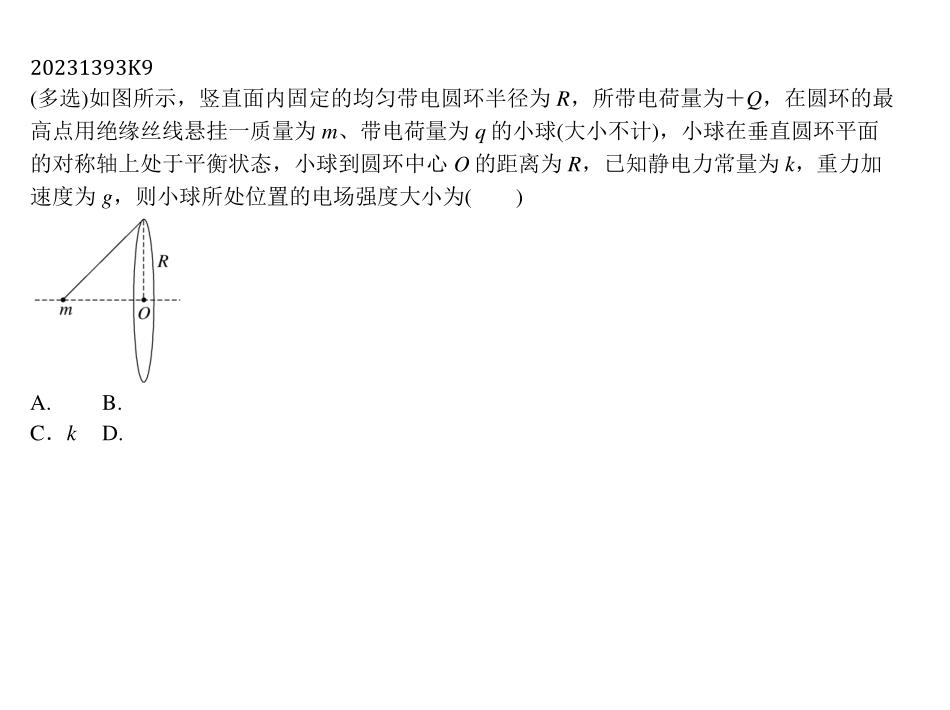 20231393K9
(多选)如图所示，竖直面内固定的均匀带电圆环半径为 R，所带电荷量为＋Q，在圆环的最
高点用绝缘丝线悬挂一质量为 m、带电荷量为 q 的小球(大小不计)，小球在垂直圆环平面
的对称轴上处于平衡状态，小球到圆环中心 O 的距离为 R，已知静电力常量为 k，重力加
速度为 g，则小球所处位置的电场强度大小为(　　)
R
m
O
A. B.
C．k D.